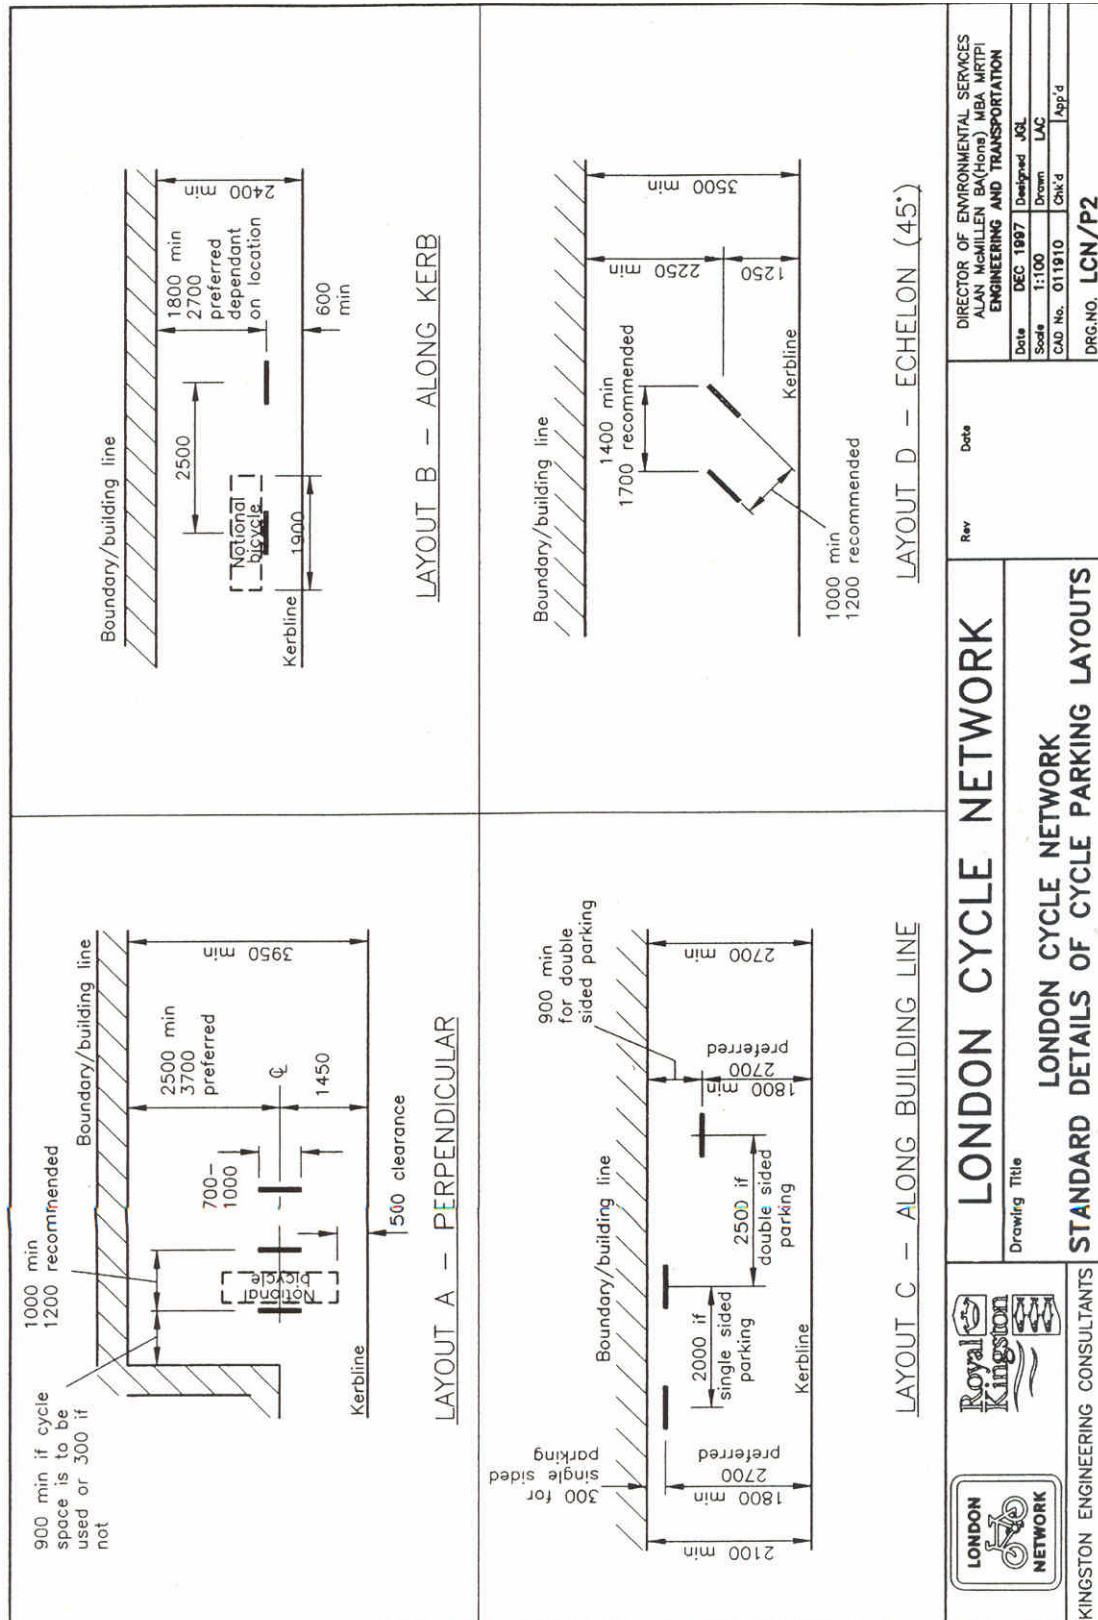 1000 min
1200 recommended
900 min if cycle
space is to be
used or 300 if
not
Boundary/building line
2500 min
3700
preferred
3950 min
700-
1000
Notional
bicycle
℄
1450
500 clearance
Kerbline
LAYOUT A – PERPENDICULAR
Boundary/building line
1800 min
2700
preferred
dependant
on location
2400
min
2500
Notional
bicycle
1900
600
min
Kerbline
LAYOUT B – ALONG KERB
900 min
for double
sided parking
Boundary/building line
300 for
single sided
parking
2100 min
1800 min
2700
preferred
2000 if
single sided
parking
2500 if
double sided
parking
1800 min
2700
preferred
2700
min
Kerbline
LAYOUT C – ALONG BUILDING LINE
Boundary/building line
1400 min
1700 recommended
2250 min
1250
3500
min
Kerbline
1000 min
1200 recommended
LAYOUT D – ECHELON (45°)
LONDON
NETWORK
Royal
Kingston
KINGSTON ENGINEERING CONSULTANTS
LONDON CYCLE NETWORK
Drawing Title
LONDON CYCLE NETWORK
STANDARD DETAILS OF CYCLE PARKING LAYOUTS
Rev Date
DIRECTOR OF ENVIRONMENTAL SERVICES
ALAN McMILLEN BA(Hons) MBA MRTPI
ENGINEERING AND TRANSPORTATION
Date DEC 1997 Designed JGL
Scale 1:100 Drawn LAC
CAD No. 011910 Chk'd App'd
DRG.NO. LCN/P2